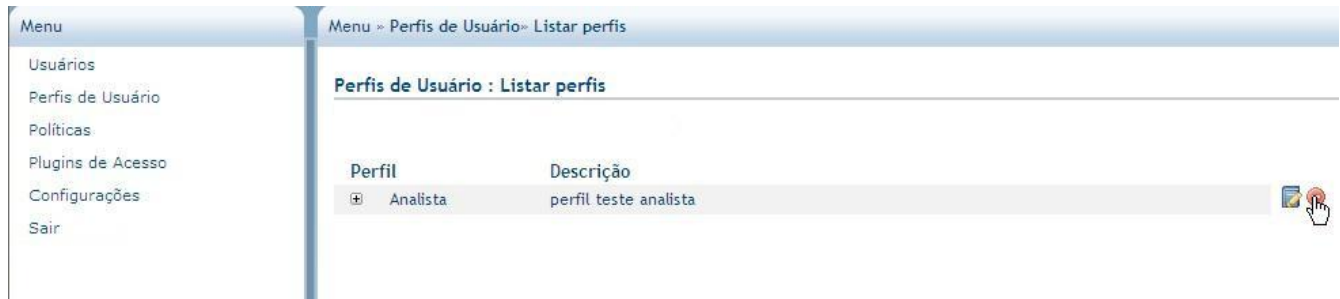 Menu
Menu » Perfis de Usuário» Listar perfis
Usuários
Perfis de Usuário
Políticas
Plugins de Acesso
Configurações
Sair
Perfis de Usuário : Listar perfis
Perfil Descrição
Analista perfil teste analista